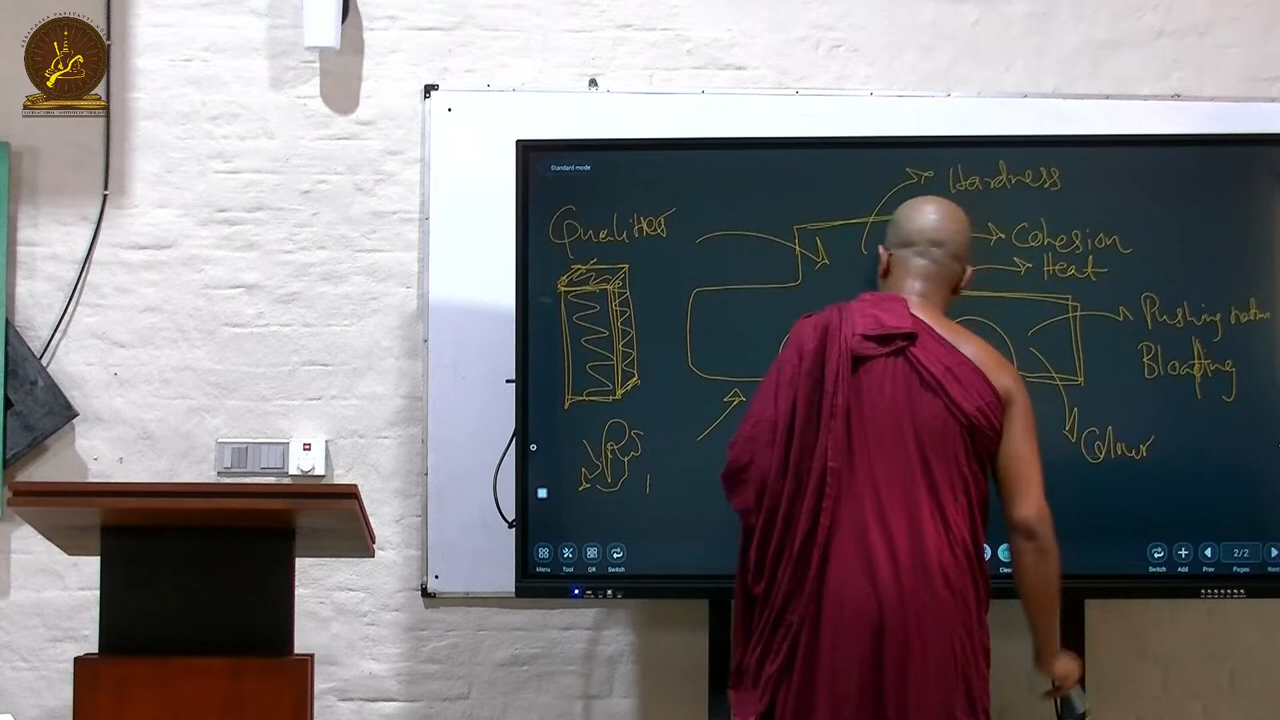 Standard mode
Hardness
Qualities
Cohesion
Heat
Pushing nature
Bloating
Colour
Menu Tool QR Switch
Switch Add Prev 2/2 Pages